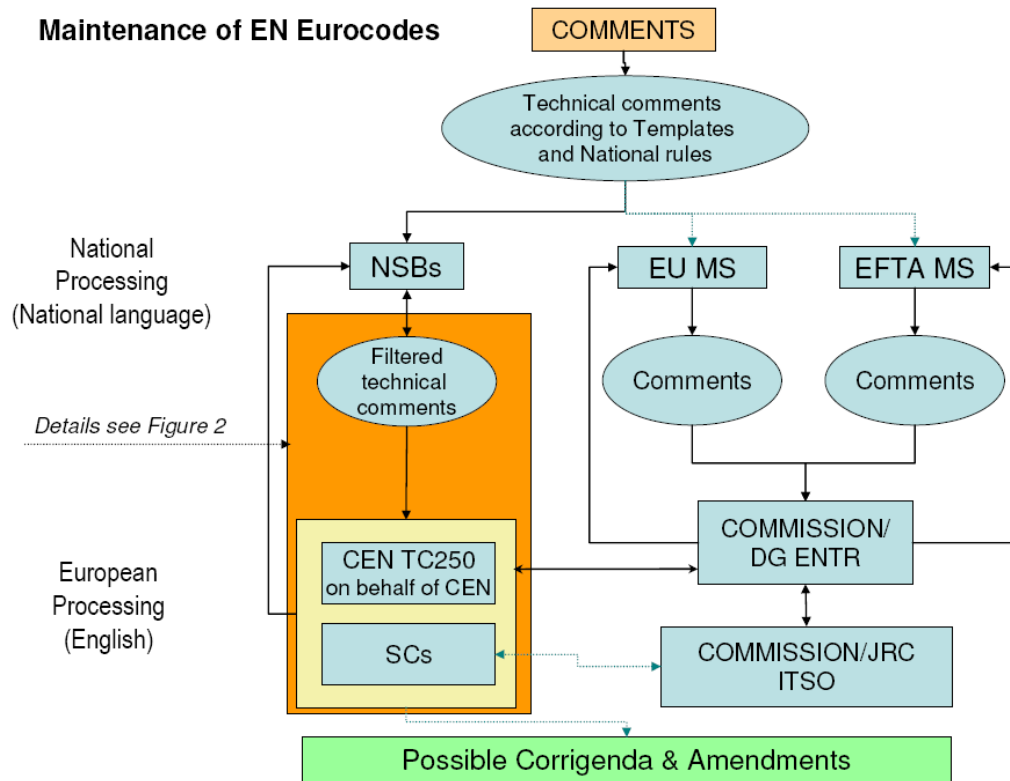 Maintenance of EN Eurocodes
COMMENTS
Technical comments
according to Templates
and National rules
National
Processing
(National language)
NSBs
EU MS
EFTA MS
Filtered
technical
comments
Comments
Comments
Details see Figure 2
COMMISSION/
DG ENTR
European
Processing
(English)
CEN TC250
on behalf of CEN
SCs
COMMISSION/JRC
ITSO
Possible Corrigenda & Amendments